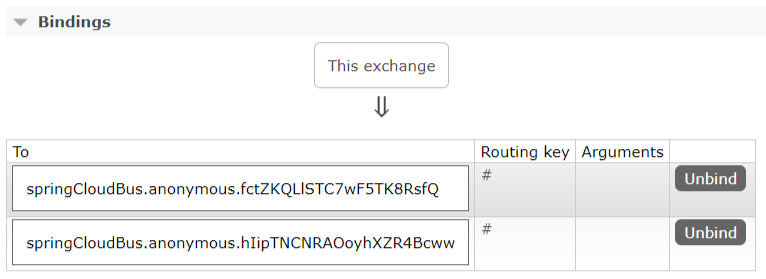 Bindings
This exchange
⇓
To Routing key Arguments
springCloudBus.anonymous.fctZKQLlSTC7wF5TK8RsfQ # Unbind
springCloudBus.anonymous.hIipTNCNRAOoyhXZR4Bcww # Unbind